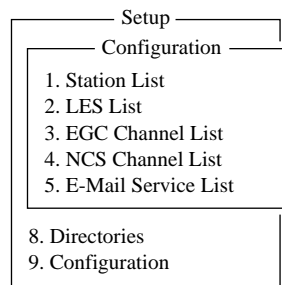 Setup
Configuration
1. Station List
2. LES List
3. EGC Channel List
4. NCS Channel List
5. E-Mail Service List
8. Directories
9. Configuration